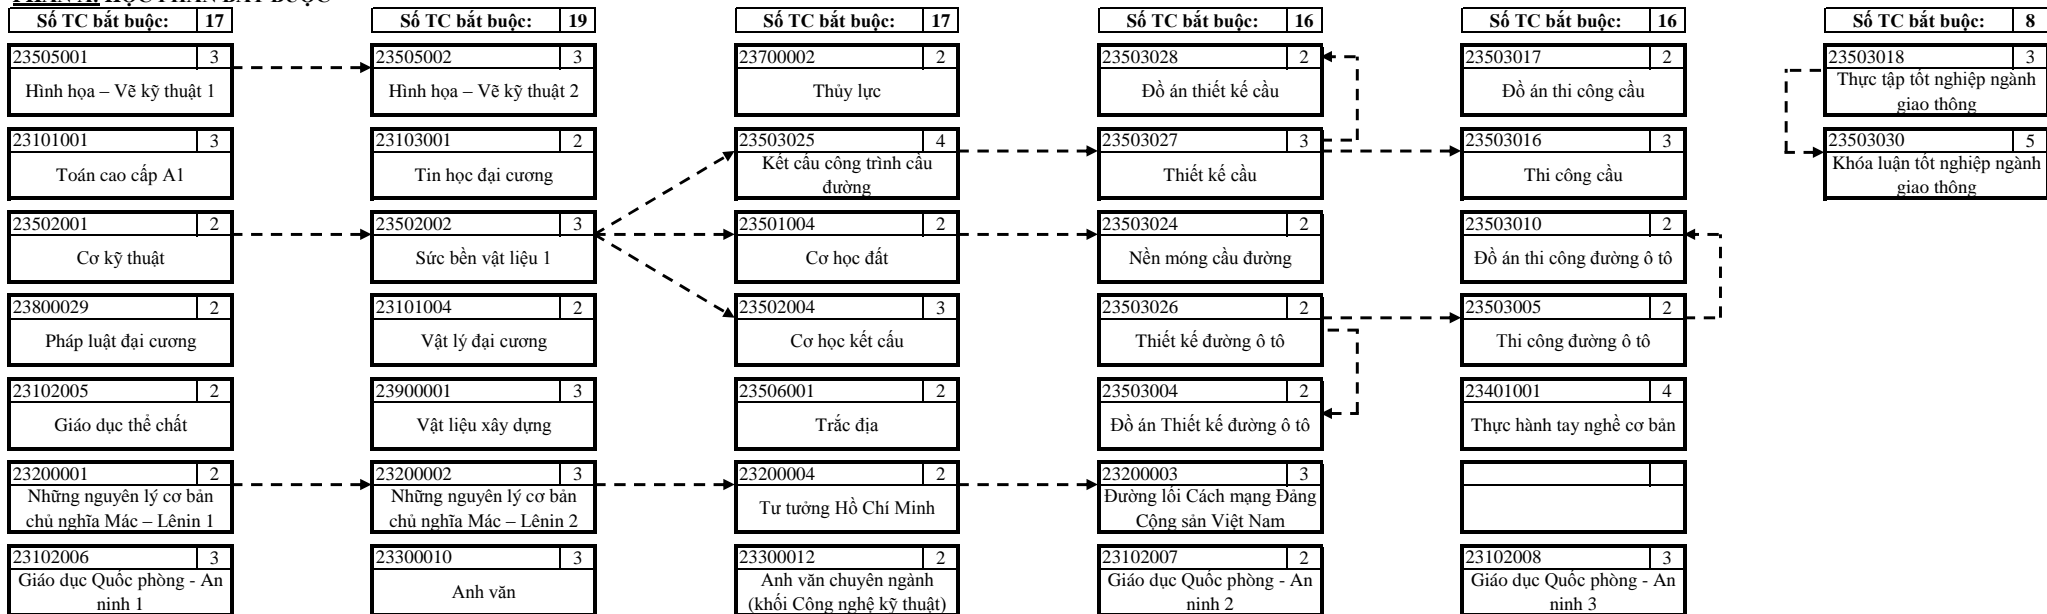 PHẦN A: HỌC PHẦN BẮT BUỘC
Số TC bắt buộc: 17
23505001 3
Hình họa – Vẽ kỹ thuật 1
23101001 3
Toán cao cấp A1
23502001 2
Cơ kỹ thuật
23800029 2
Pháp luật đại cương
23102005 2
Giáo dục thể chất
23200001 2
Những nguyên lý cơ bản
chủ nghĩa Mác – Lênin 1
23102006 3
Giáo dục Quốc phòng - An
ninh 1
Số TC bắt buộc: 19
23505002 3
Hình họa – Vẽ kỹ thuật 2
23103001 2
Tin học đại cương
23502002 3
Sức bền vật liệu 1
23101004 2
Vật lý đại cương
23900001 3
Vật liệu xây dựng
23200002 3
Những nguyên lý cơ bản
chủ nghĩa Mác – Lênin 2
23300010 3
Anh văn
Số TC bắt buộc: 17
23700002 2
Thủy lực
23503025 4
Kết cấu công trình cầu
đường
23501004 2
Cơ học đất
23502004 3
Cơ học kết cấu
23506001 2
Trắc địa
23200004 2
Tư tưởng Hồ Chí Minh
23300012 2
Anh văn chuyên ngành
(khối Công nghệ kỹ thuật)
Số TC bắt buộc: 16
23503028 2
Đồ án thiết kế cầu
23503027 3
Thiết kế cầu
23503024 2
Nền móng cầu đường
23503026 2
Thiết kế đường ô tô
23503004 2
Đồ án Thiết kế đường ô tô
23200003 3
Đường lối Cách mạng Đảng
Cộng sản Việt Nam
23102007 2
Giáo dục Quốc phòng - An
ninh 2
Số TC bắt buộc: 16
23503017 2
Đồ án thi công cầu
23503016 3
Thi công cầu
23503010 2
Đồ án thi công đường ô tô
23503005 2
Thi công đường ô tô
23401001 4
Thực hành tay nghề cơ bản
23102008 3
Giáo dục Quốc phòng - An
ninh 3
Số TC bắt buộc: 8
23503018 3
Thực tập tốt nghiệp ngành
giao thông
23503030 5
Khóa luận tốt nghiệp ngành
giao thông